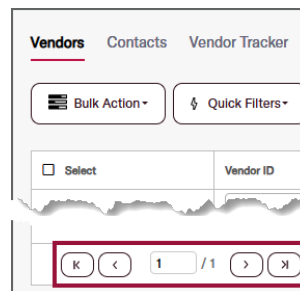 Vendors Contacts Vendor Tracker
Bulk Action Quick Filters
Select Vendor ID
1 / 1